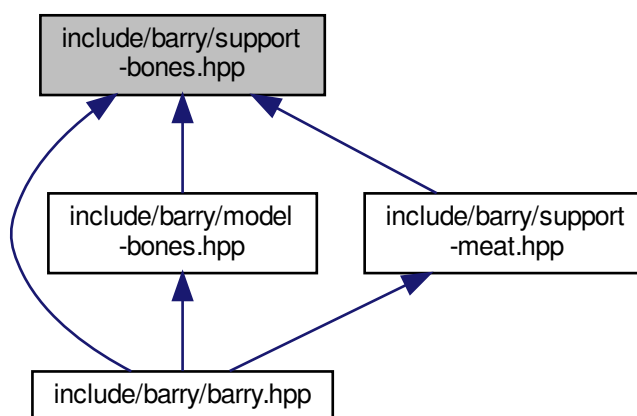 include/barry/support
-bones.hpp
include/barry/model
-bones.hpp
include/barry/support
-meat.hpp
include/barry/barry.hpp